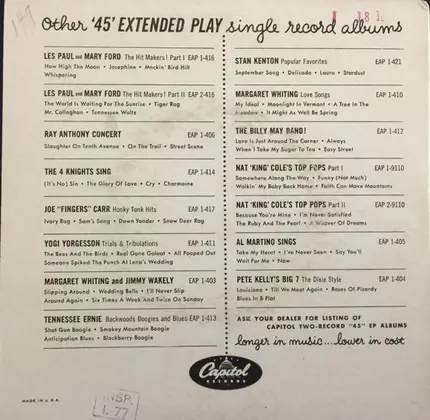 other '45' EXTENDED PLAY single record albums
LES PAUL and MARY FORD The Hit Makers! Part I EAP 1-416
How High The Moon • Josephine • Mockin' Bird Hill
Whispering
LES PAUL and MARY FORD The Hit Makers! Part II EAP 2-416
The World Is Waiting For The Sunrise • Tiger Rag
Mr. Callaghan • Tennessee Waltz
RAY ANTHONY CONCERT EAP 1-406
Slaughter On Tenth Avenue • On The Trail • Street Scene
THE 4 KNIGHTS SING EAP 1-414
(It's No) Sin • The Glory Of Love • Cry • Charmaine
JOE "FINGERS" CARR Honky Tonk Hits EAP 1-417
Ivory Rag • Sam's Song • Down Yonder • Snow Deer Rag
YOGI YORGESSON Trials & Tribulations EAP 1-411
The Bees And The Birds • Real Gone Galoot • All Pooped Out
Someone Spiked The Punch At Lena's Wedding
MARGARET WHITING and JIMMY WAKELY EAP 1-403
Slipping Around • Wedding Bells • I'll Never Slip
Around Again • Six Times A Week And Twice On Sunday
TENNESSEE ERNIE Backwoods Boogies and Blues EAP 1-413
Shot Gun Boogie • Smokey Mountain Boogie
Anticipation Blues • Blackberry Boogie
STAN KENTON Popular Favorites EAP 1-421
September Song • Delicado • Laura • Stardust
MARGARET WHITING Love Songs EAP 1-410
My Ideal • Moonlight In Vermont • A Tree In The
• It Might As Well Be Spring
THE BILLY MAY BAND! EAP 1-412
Love Is Just Around The Corner • Always
When I Take My Sugar To Tea • Easy Street
NAT 'KING' COLE'S TOP POPS Part I EAP 1-9110
Somewhere Along The Way • Funny (Not Much)
Walkin' My Baby Back Home • Faith Can Move Mountains
NAT 'KING' COLE'S TOP POPS Part II EAP 2-9110
Because You're Mine • I'm Never Satisfied
The Ruby And The Pearl • A Weaver Of Dreams
AL MARTINO SINGS EAP 1-405
Take My Heart • I've Never Seen • Say You'll
Wait For Me • Now
PETE KELLY'S BIG 7 The Dixie Style EAP 1-404
Louisiana • Till We Meet Again • Roses Of Picardy
Blues In B Flat
ASK YOUR DEALER FOR LISTING OF
CAPITOL TWO-RECORD "45" EP ALBUMS
longer in music...lower in cost
Capitol
RECORDS
MADE IN U.S.A.
INSP.
L 77